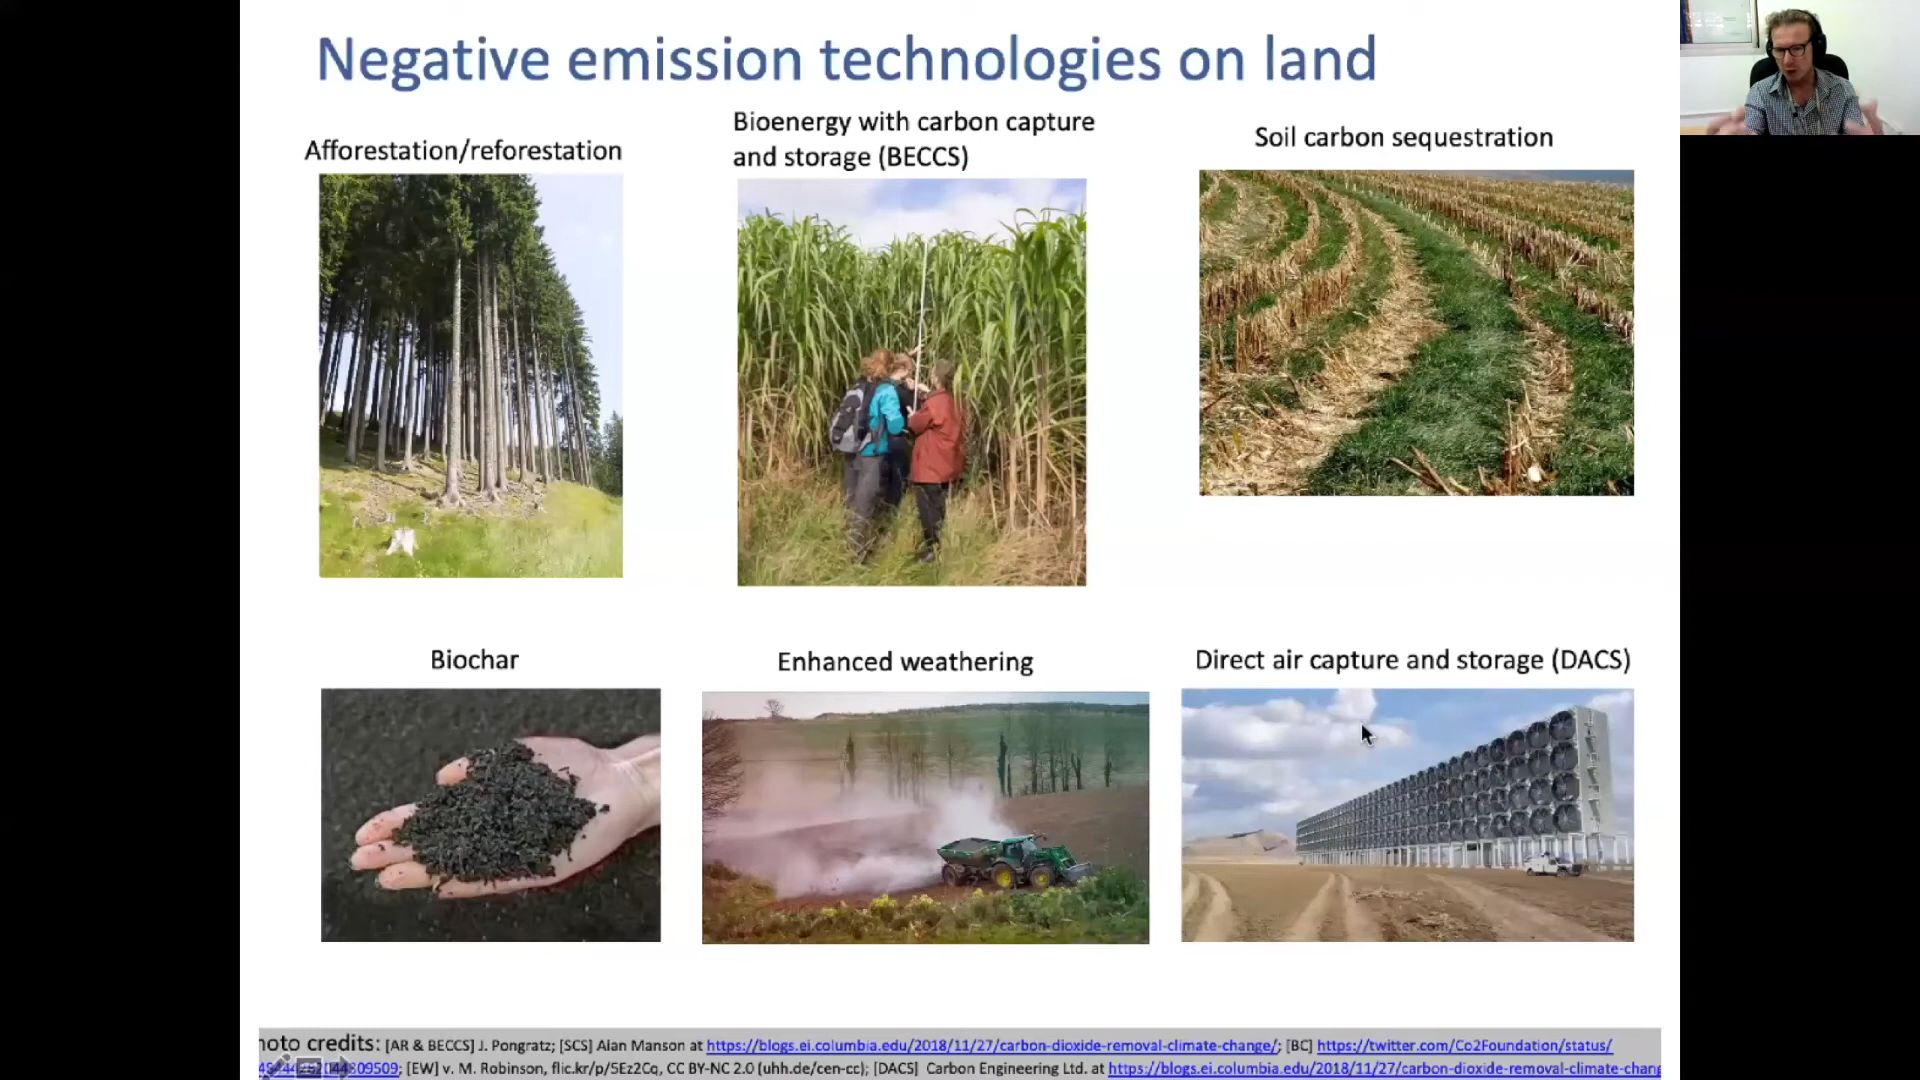 Negative emission technologies on land
Afforestation/reforestation
Bioenergy with carbon capture
and storage (BECCS)
Soil carbon sequestration
Biochar
Enhanced weathering
Direct air capture and storage (DACS)
credits: [AR & BECCS] J. Pongratz; [SCS] Alan Manson at https://blogs.ei.columbia.edu/2018/11/27/carbon-dioxide-removal-climate-change/; [BC] https://twitter.com/Co2Foundation/status/
[EW] v. M. Robinson, flic.kr/p/5Ez2Cq, CC BY-NC 2.0 (uhh.de/cen-cc); [DACS] Carbon Engineering Ltd. at https://blogs.ei.columbia.edu/2018/11/27/carbon-dioxide-removal-climate-chang